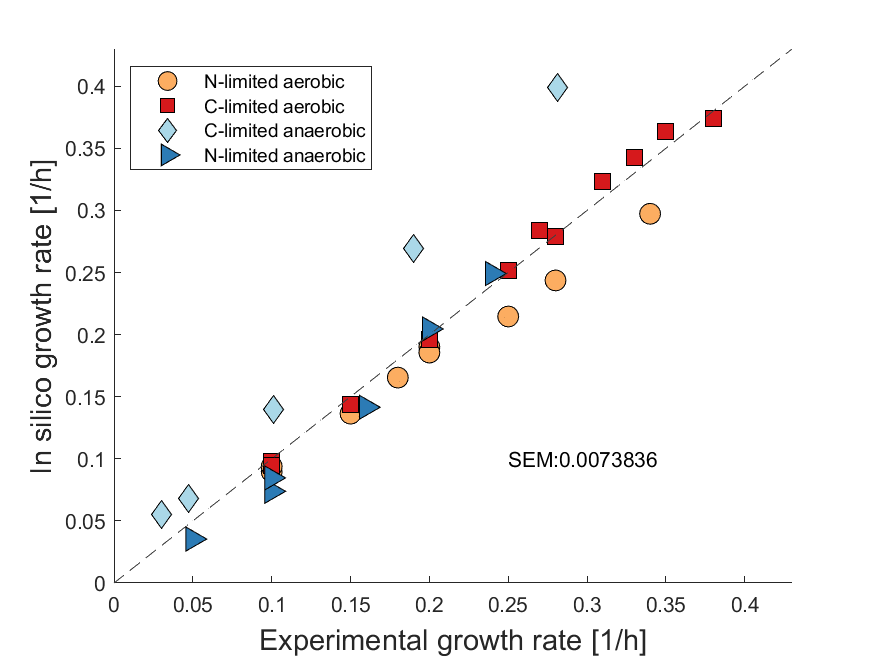 N-limited aerobic
C-limited aerobic
C-limited anaerobic
N-limited anaerobic
0.4
0.35
0.3
0.25
0.2
0.15
0.1
0.05
0
In silico growth rate [1/h]
SEM:0.0073836
0 0.05 0.1 0.15 0.2 0.25 0.3 0.35 0.4
Experimental growth rate [1/h]